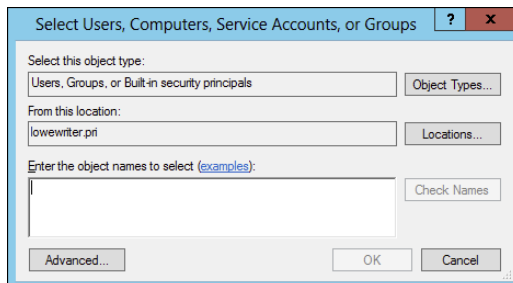 Select Users, Computers, Service Accounts, or Groups ? x
Select this object type:
Users, Groups, or Built-in security principals
Object Types...
From this location:
lowewriter.pri
Locations...
Enter the object names to select (examples):
Check Names
Advanced...
OK
Cancel